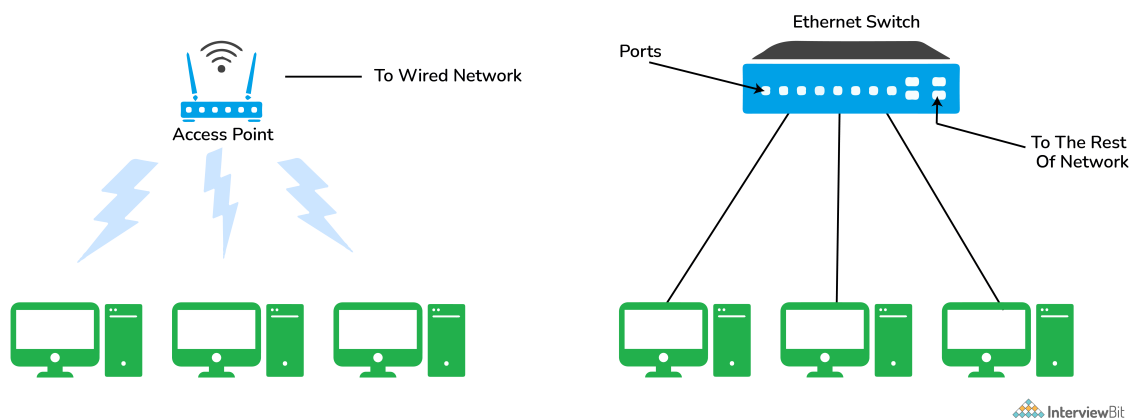 Ethernet Switch
Ports
To Wired Network
Access Point
To The Rest
Of Network
InterviewBit